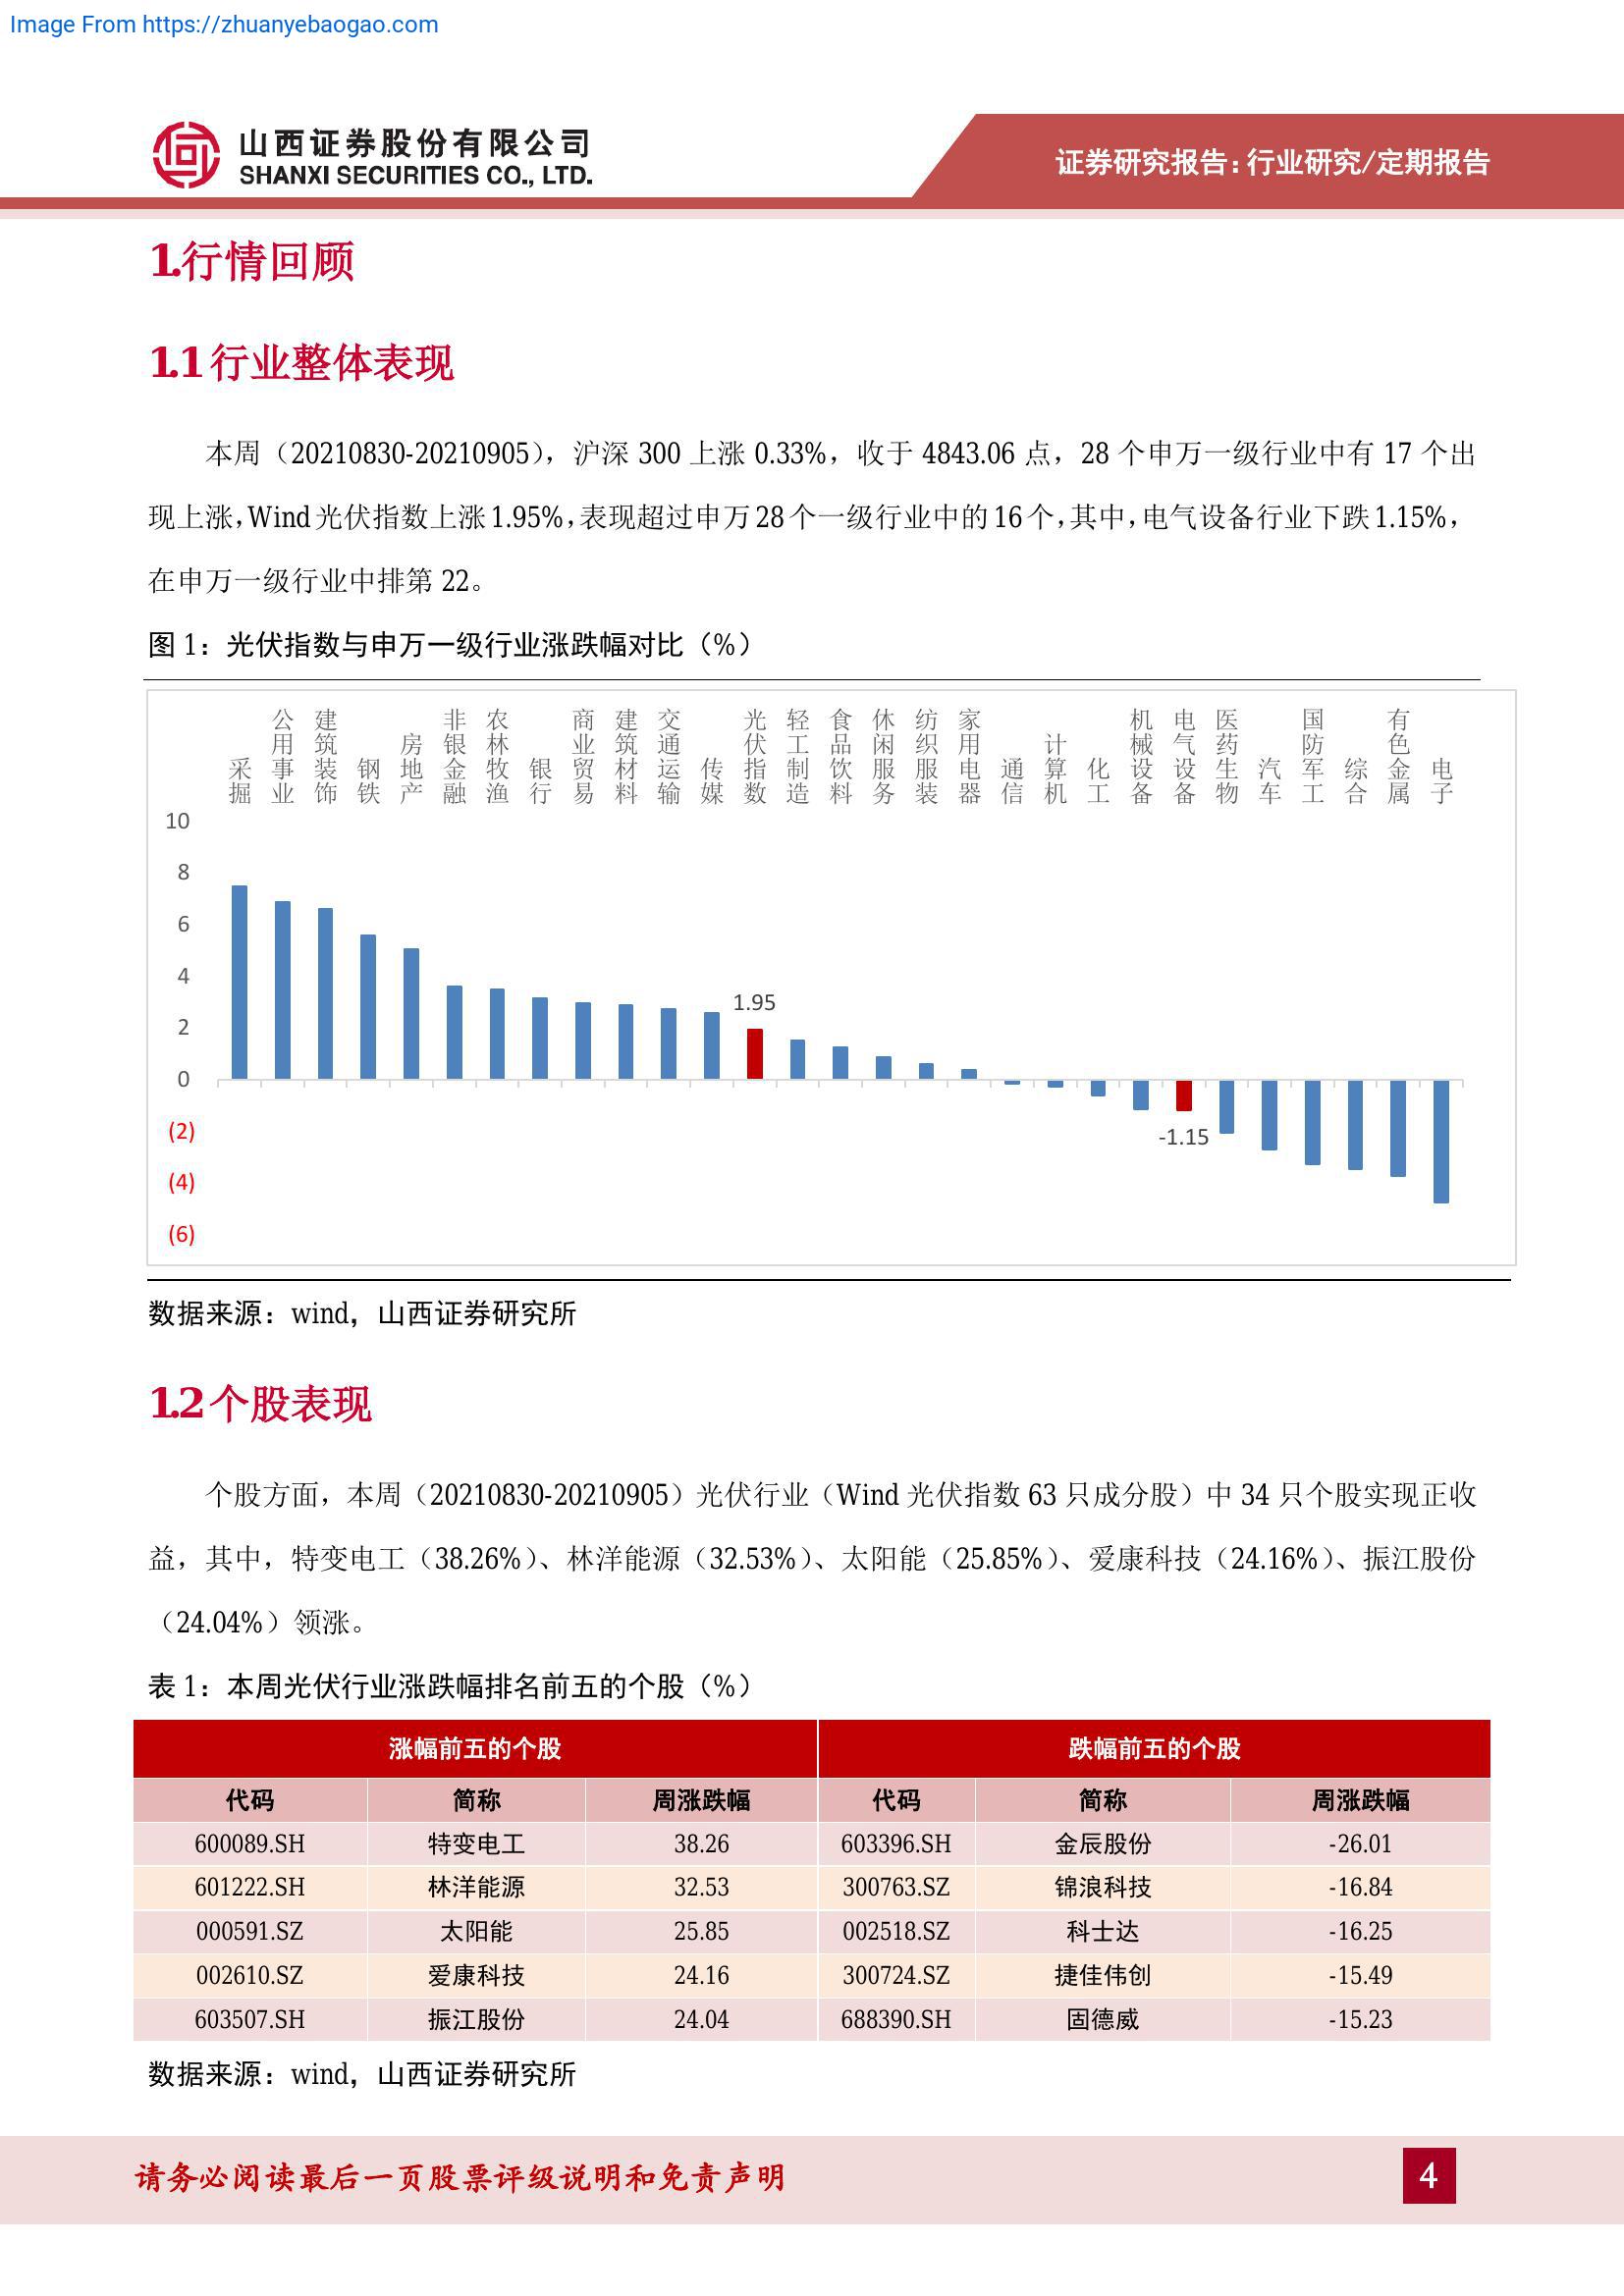 Image From https://zhuanyebaogao.com
山西证券股份有限公司
SHANXI SECURITIES CO., LTD.
证券研究报告：行业研究/定期报告
1.行情回顾
1.1 行业整体表现
本周（20210830-20210905），沪深 300 上涨 0.33%，收于 4843.06 点，28 个申万一级行业中有 17 个出
现上涨，Wind 光伏指数上涨 1.95%，表现超过申万 28 个一级行业中的 16 个，其中，电气设备行业下跌 1.15%，
在申万一级行业中排第 22。
图 1：光伏指数与申万一级行业涨跌幅对比（%）
采掘
公用事业
建筑装饰
钢铁
房地产
非银金融
农林牧渔
银行
商业贸易
建筑材料
交通运输
传媒
光伏指数
轻工制造
食品饮料
休闲服务
纺织服装
家用电器
通信
计算机
化工
机械设备
电气设备
医药生物
汽车
国防军工
综合
有色金属
电子
10
8
6
4
2
0
(2)
(4)
(6)
1.95
-1.15
数据来源：wind，山西证券研究所
1.2 个股表现
个股方面，本周（20210830-20210905）光伏行业（Wind 光伏指数 63 只成分股）中 34 只个股实现正收
益，其中，特变电工（38.26%）、林洋能源（32.53%）、太阳能（25.85%）、爱康科技（24.16%）、振江股份
（24.04%）领涨。
表 1：本周光伏行业涨跌幅排名前五的个股（%）
涨幅前五的个股 跌幅前五的个股
代码 简称 周涨跌幅 代码 简称 周涨跌幅
600089.SH 特变电工 38.26 603396.SH 金辰股份 -26.01
601222.SH 林洋能源 32.53 300763.SZ 锦浪科技 -16.84
000591.SZ 太阳能 25.85 002518.SZ 科士达 -16.25
002610.SZ 爱康科技 24.16 300724.SZ 捷佳伟创 -15.49
603507.SH 振江股份 24.04 688390.SH 固德威 -15.23
数据来源：wind，山西证券研究所
请务必阅读最后一页股票评级说明和免责声明
4